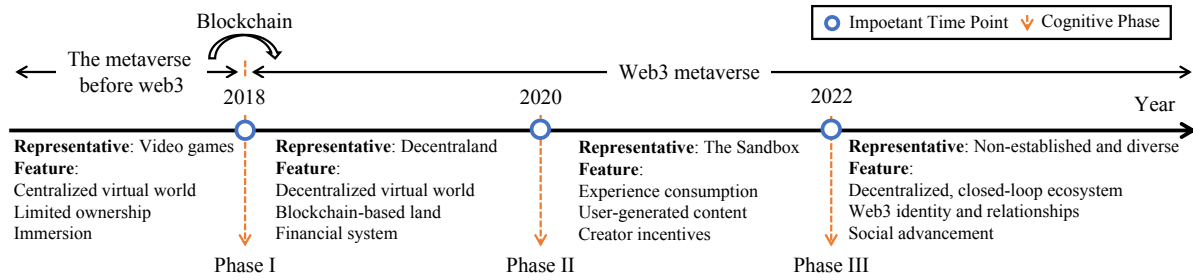 Blockchain
Impoetant Time Point
Cognitive Phase
The metaverse
before web3
Web3 metaverse
2018
2020
2022
Year
Representative: Video games
Feature:
Centralized virtual world
Limited ownership
Immersion
Representative: Decentraland
Feature:
Decentralized virtual world
Blockchain-based land
Financial system
Representative: The Sandbox
Feature:
Experience consumption
User-generated content
Creator incentives
Representative: Non-established and diverse
Feature:
Decentralized, closed-loop ecosystem
Web3 identity and relationships
Social advancement
Phase I
Phase II
Phase III